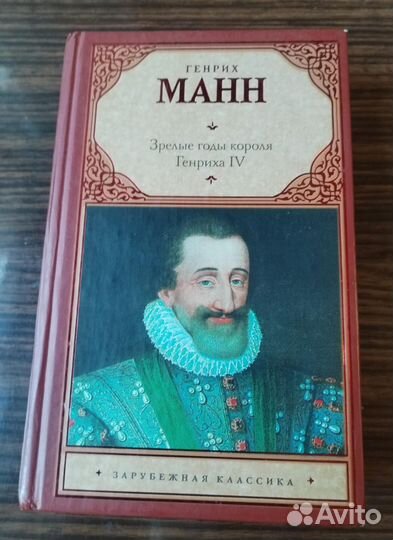 ГЕНРИХ
МАНН
Зрелые годы короля
Генриха IV
ЗАРУБЕЖНАЯ КЛАССИКА
Avito